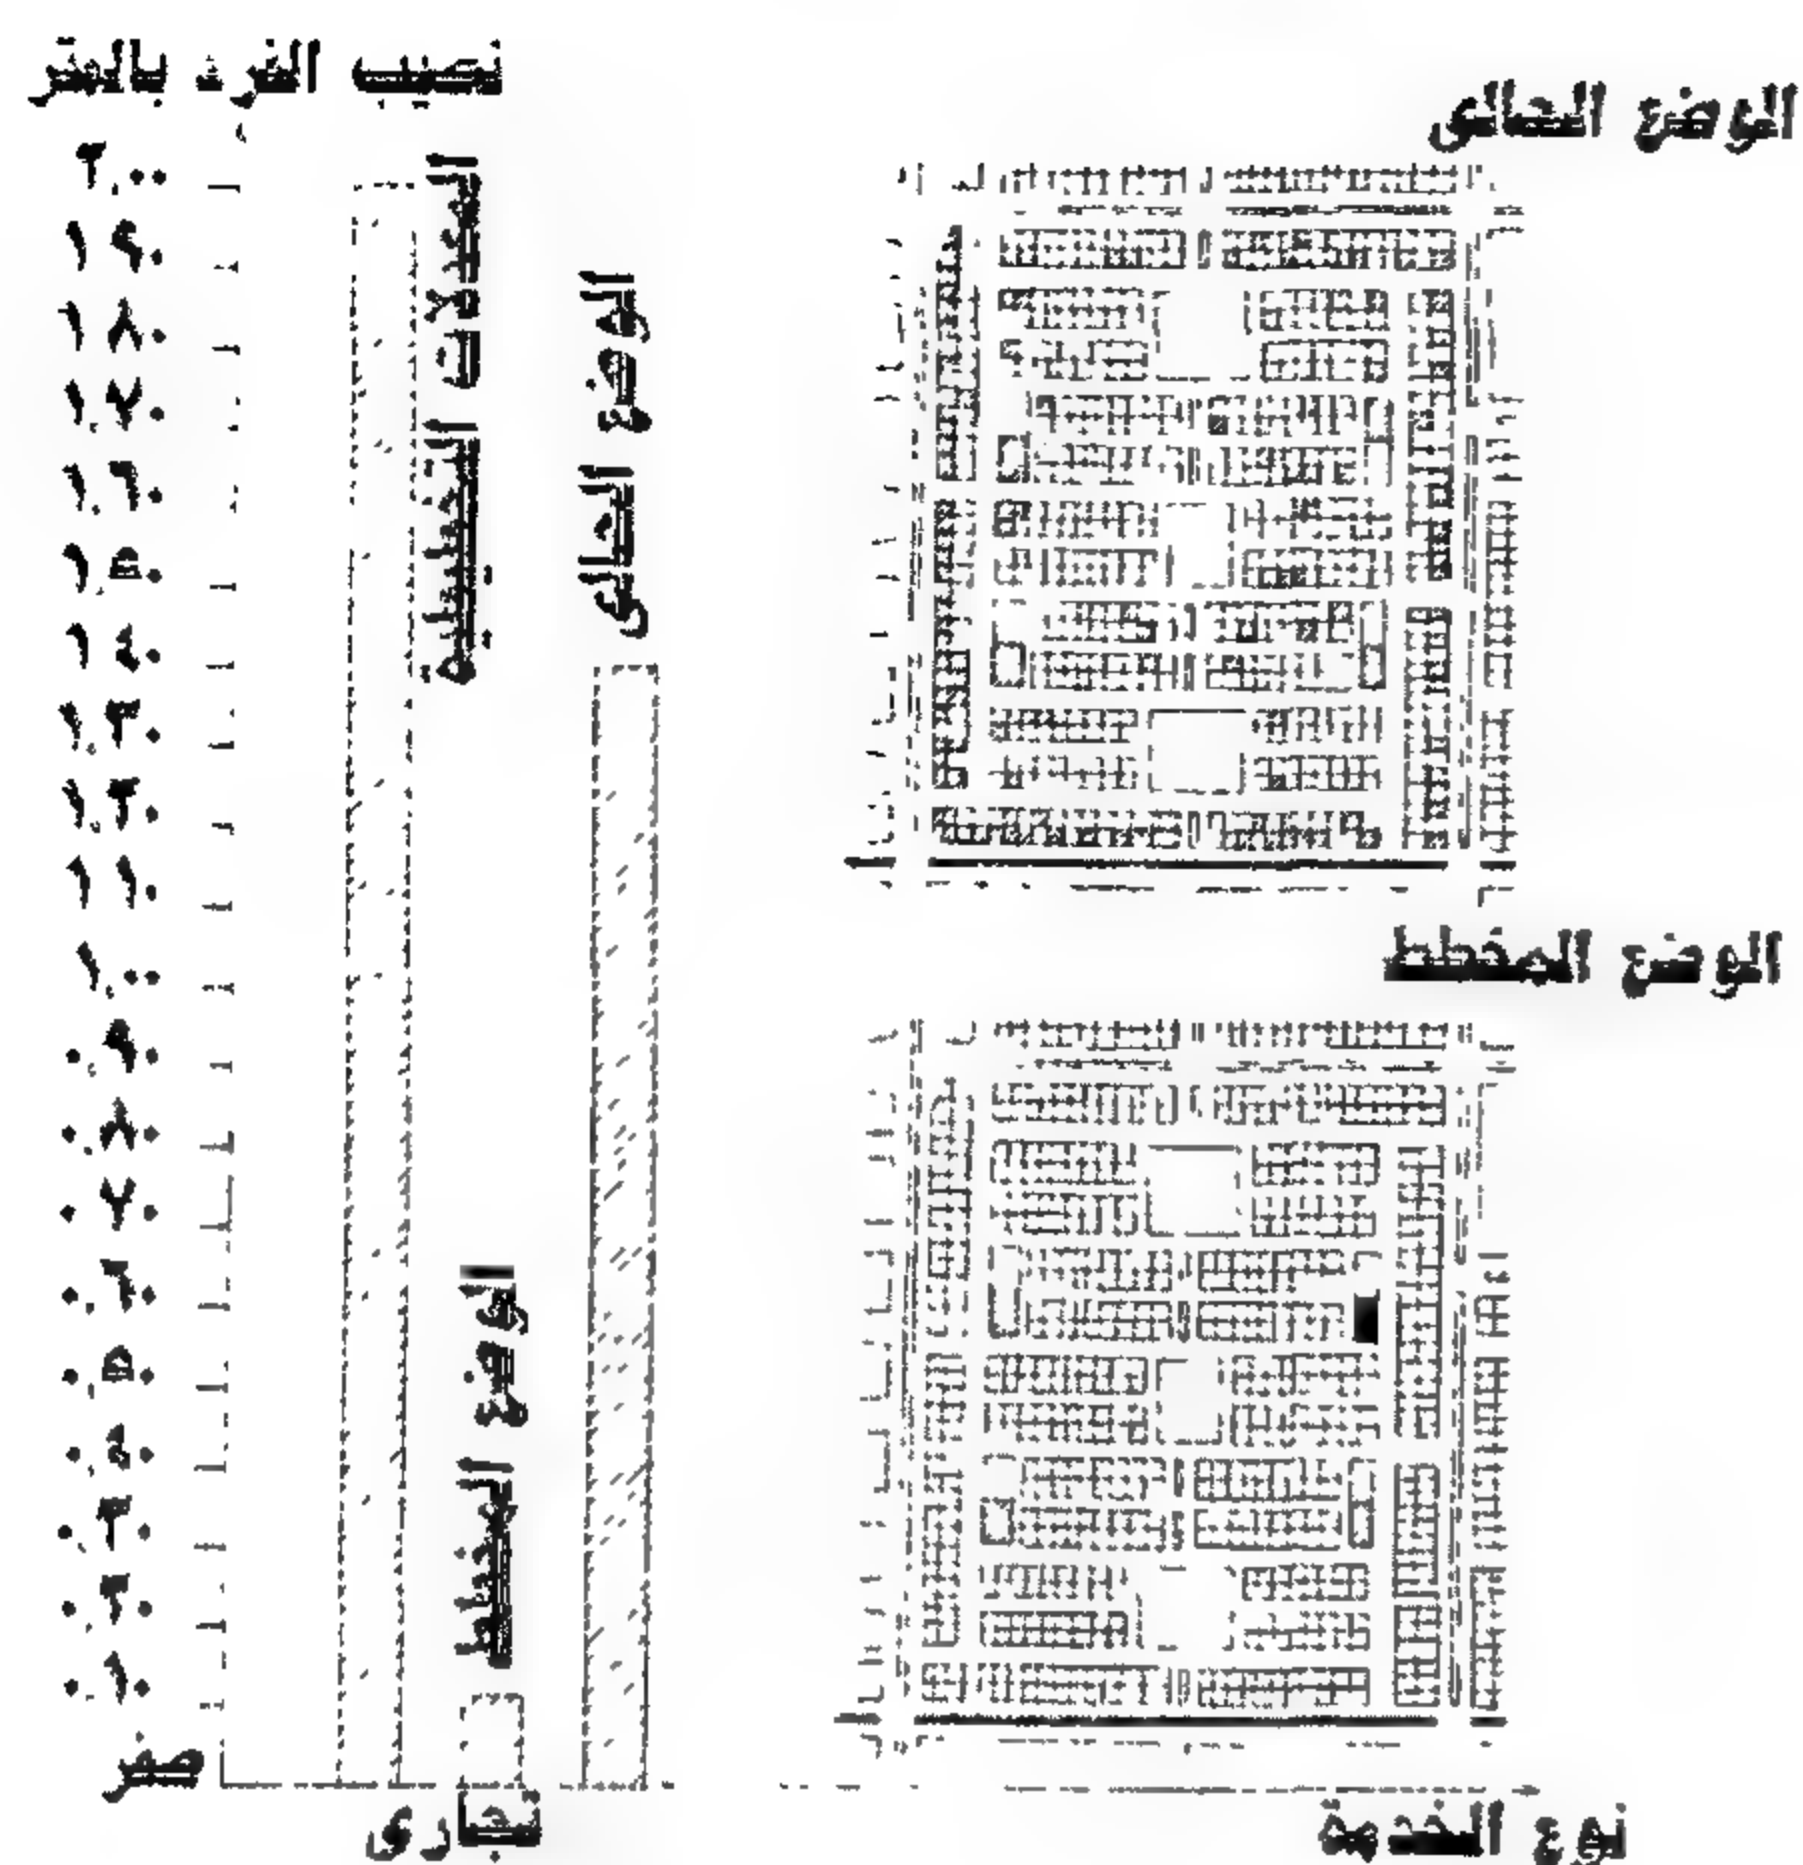 نصيب الفرد بالمتر
الوضع الحالى
٢,٠٠
١,٩٠
١,٨٠
١,٧٠
١,٦٠
١,٥٠
١,٤٠
١,٣٠
١,٢٠
١,١٠
١,٠٠
٠,٩٠
٠,٨٠
٠,٧٠
٠,٦٠
٠,٥٠
٠,٤٠
٠,٣٠
٠,٢٠
٠,١٠
صفر
المعدلات التخطيطية
الوضع الحالى
الوضع المخطط
الوضع المخطط
تجارى
نوع الخدمة